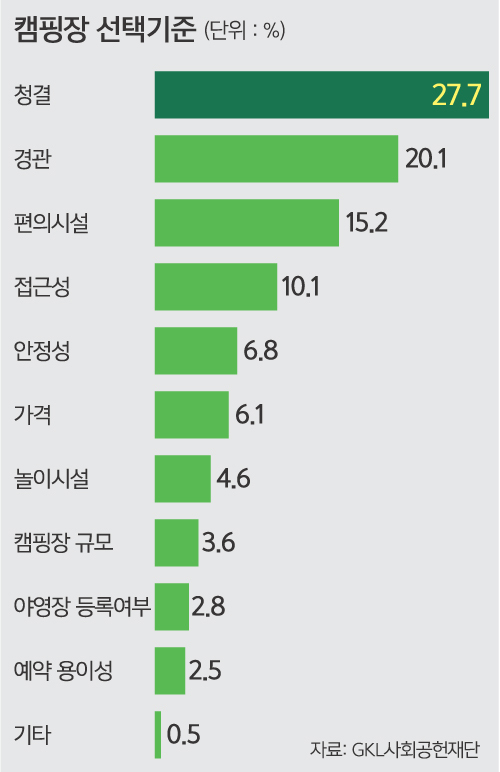 캠핑장 선택기준 (단위 : %)
청결 27.7
경관 20.1
편의시설 15.2
접근성 10.1
안정성 6.8
가격 6.1
놀이시설 4.6
캠핑장 규모 3.6
야영장 등록여부 2.8
예약 용이성 2.5
기타 0.5
자료: GKL사회공헌재단